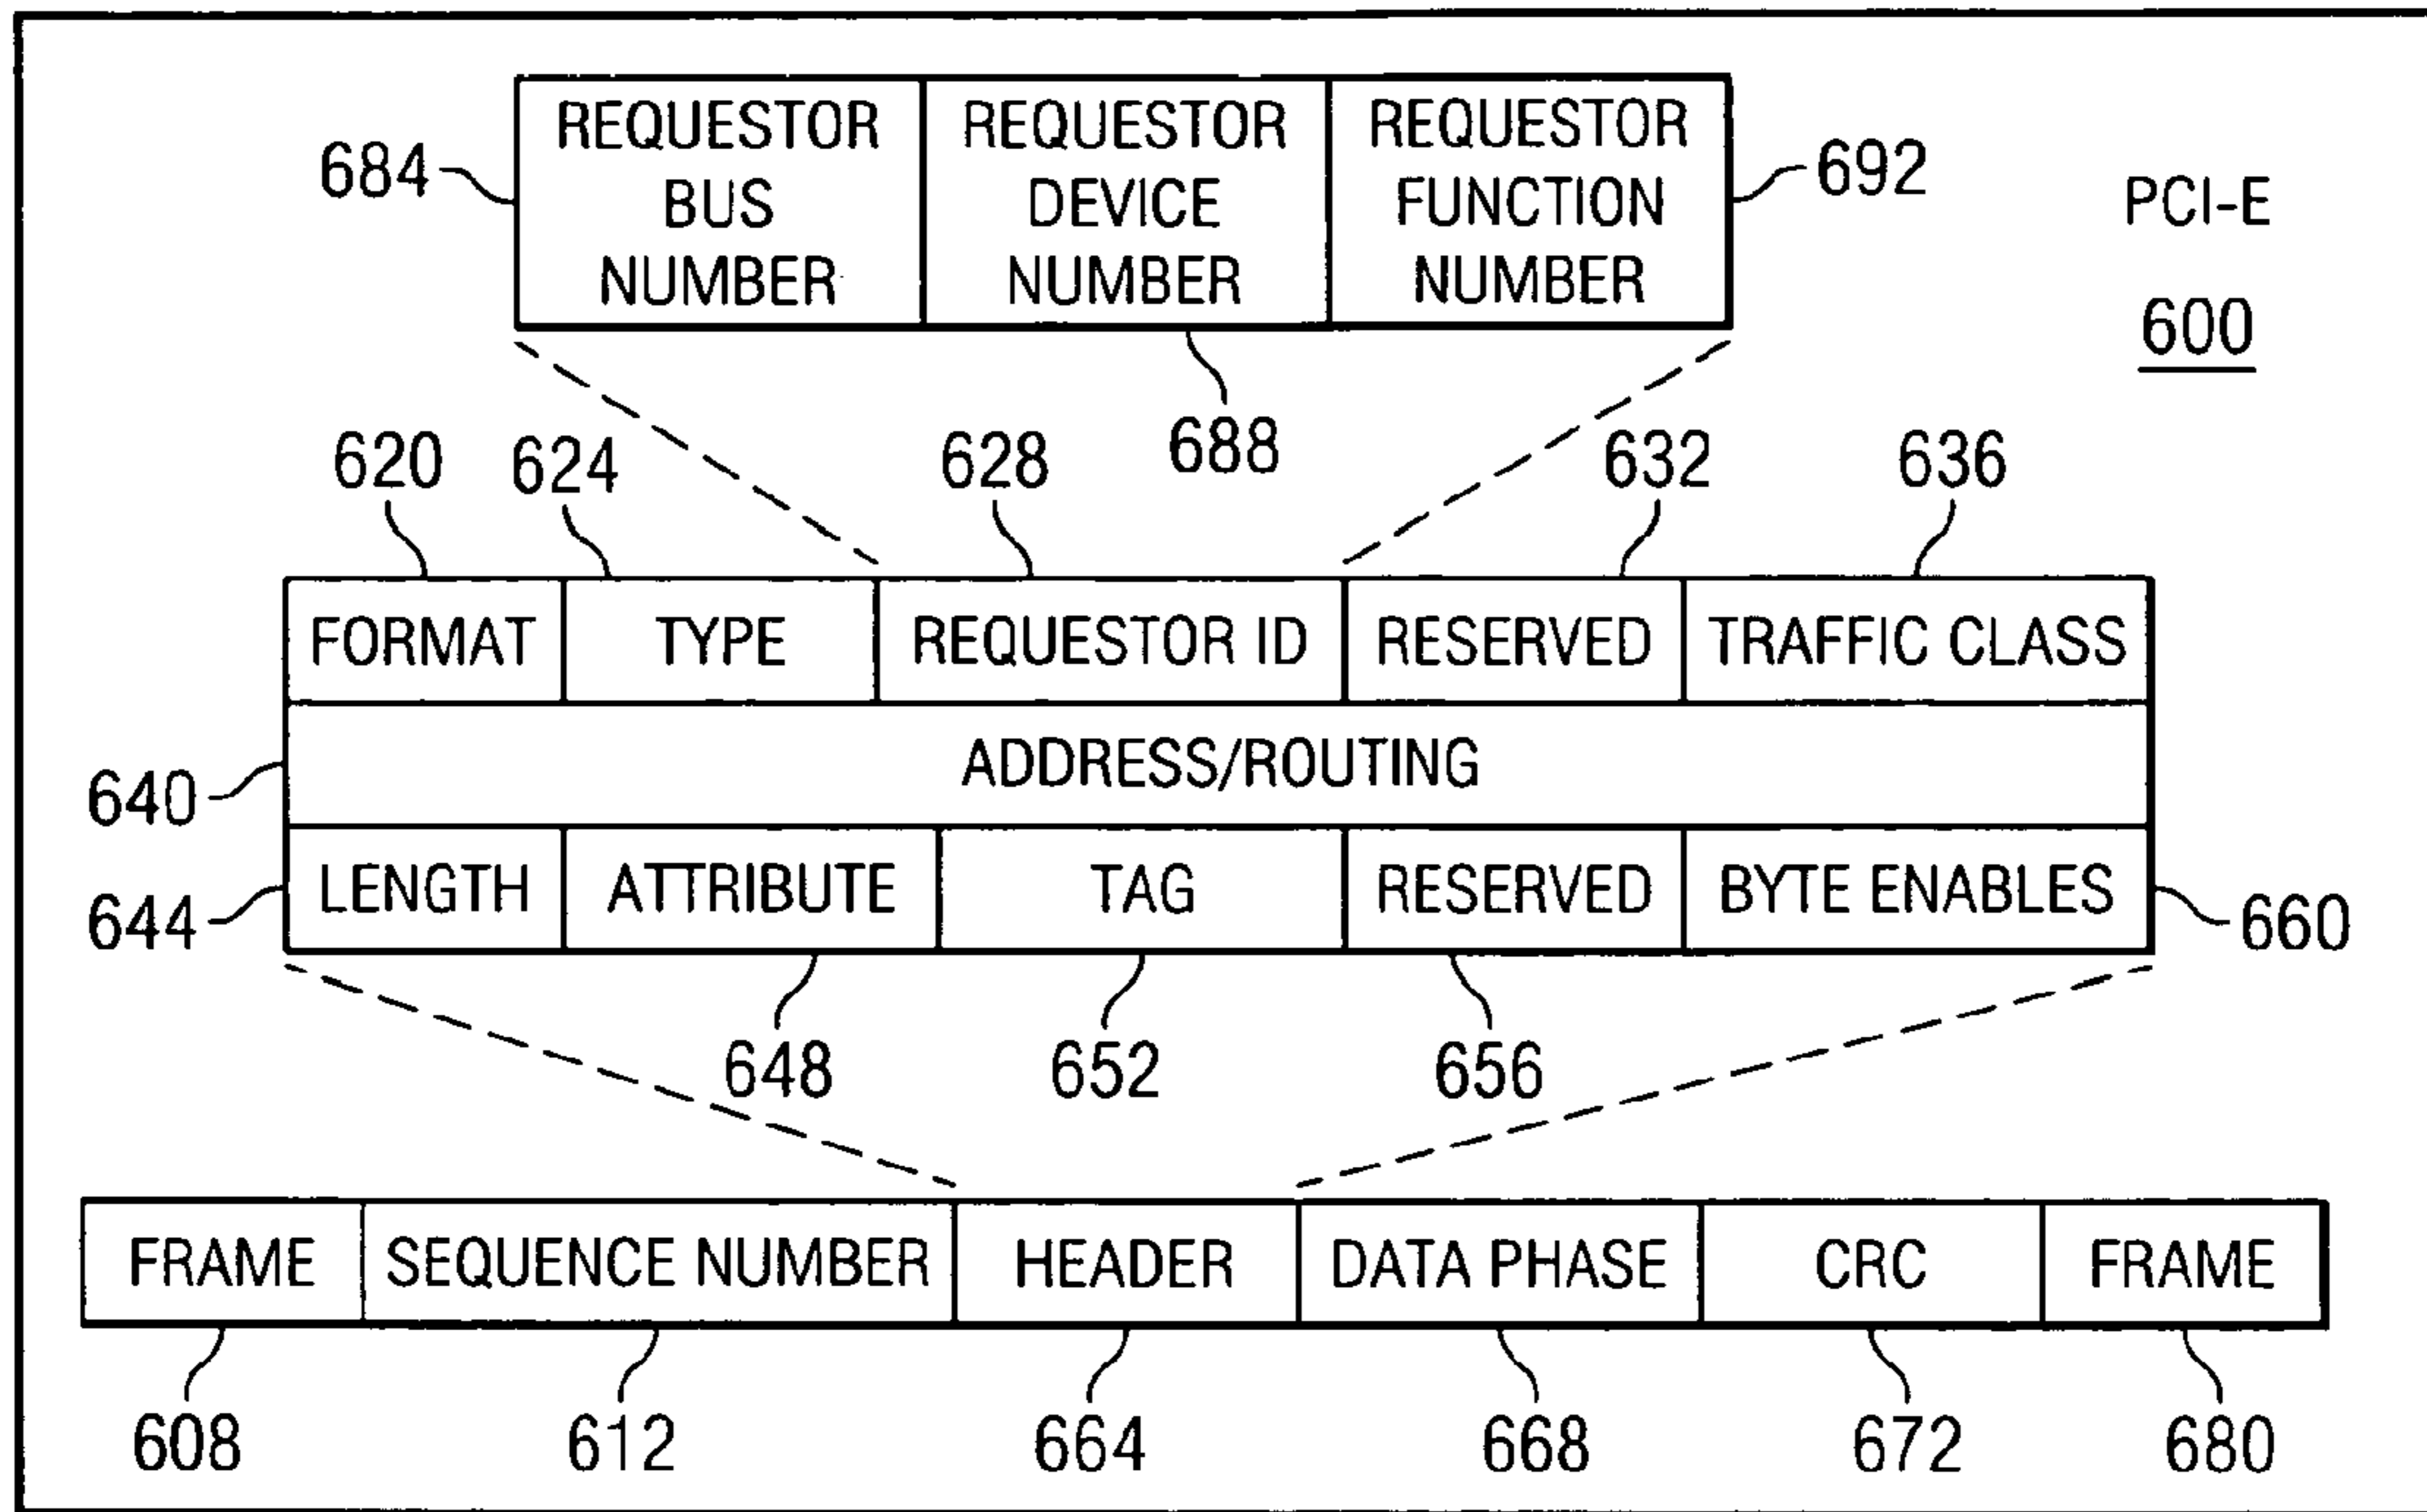 REQUESTOR BUS NUMBER
REQUESTOR DEVICE NUMBER
REQUESTOR FUNCTION NUMBER
684
692
PCI-E
600
688
620
624
628
632
636
FORMAT
TYPE
REQUESTOR ID
RESERVED
TRAFFIC CLASS
640
ADDRESS/ROUTING
644
LENGTH
ATTRIBUTE
TAG
RESERVED
BYTE ENABLES
660
648
652
656
FRAME
SEQUENCE NUMBER
HEADER
DATA PHASE
CRC
FRAME
608
612
664
668
672
680